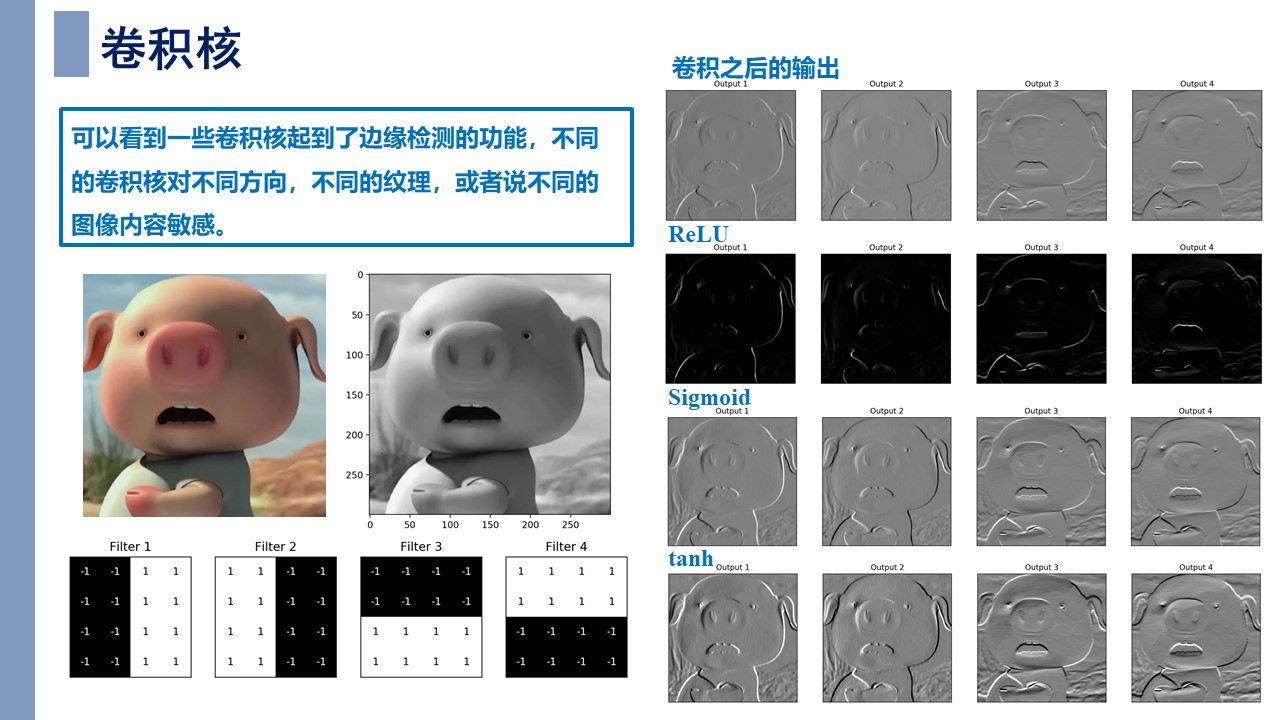 卷积核
可以看到一些卷积核起到了边缘检测的功能，不同
的卷积核对不同方向，不同的纹理，或者说不同的
图像内容敏感。
0
50
100
150
200
250
0 50 100 150 200 250
Filter 1 Filter 2 Filter 3 Filter 4
-1 -1 1 1 1 1 -1 -1 -1 -1 -1 -1 1 1 1 1
-1 -1 1 1 1 1 -1 -1 -1 -1 -1 -1 1 1 1 1
-1 -1 1 1 1 1 -1 -1 1 1 1 1 -1 -1 -1 -1
-1 -1 1 1 1 1 -1 -1 1 1 1 1 -1 -1 -1 -1
卷积之后的输出
Output 1 Output 2 Output 3 Output 4
ReLU
Output 1 Output 2 Output 3 Output 4
Sigmoid
Output 1 Output 2 Output 3 Output 4
tanh
Output 1 Output 2 Output 3 Output 4